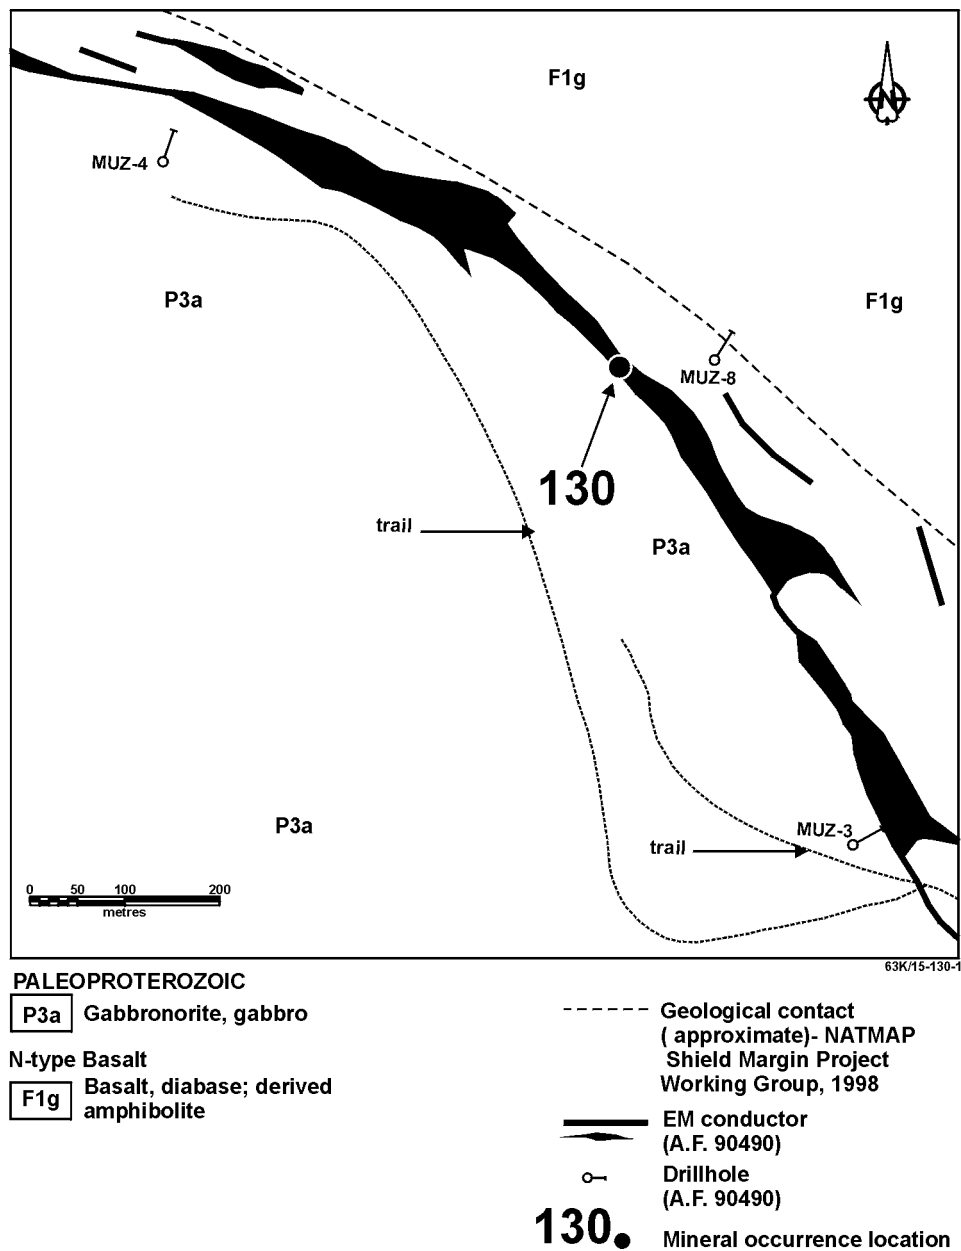 F1g
N
MUZ-4
P3a
F1g
MUZ-8
130
trail
P3a
P3a
MUZ-3
trail
0 50 100 200
metres
63K/15-130-1
PALEOPROTEROZOIC
P3a Gabbronorite, gabbro
N-type Basalt
F1g Basalt, diabase; derived
amphibolite
Geological contact
( approximate)- NATMAP
Shield Margin Project
Working Group, 1998
EM conductor
(A.F. 90490)
Drillhole
(A.F. 90490)
130 Mineral occurrence location